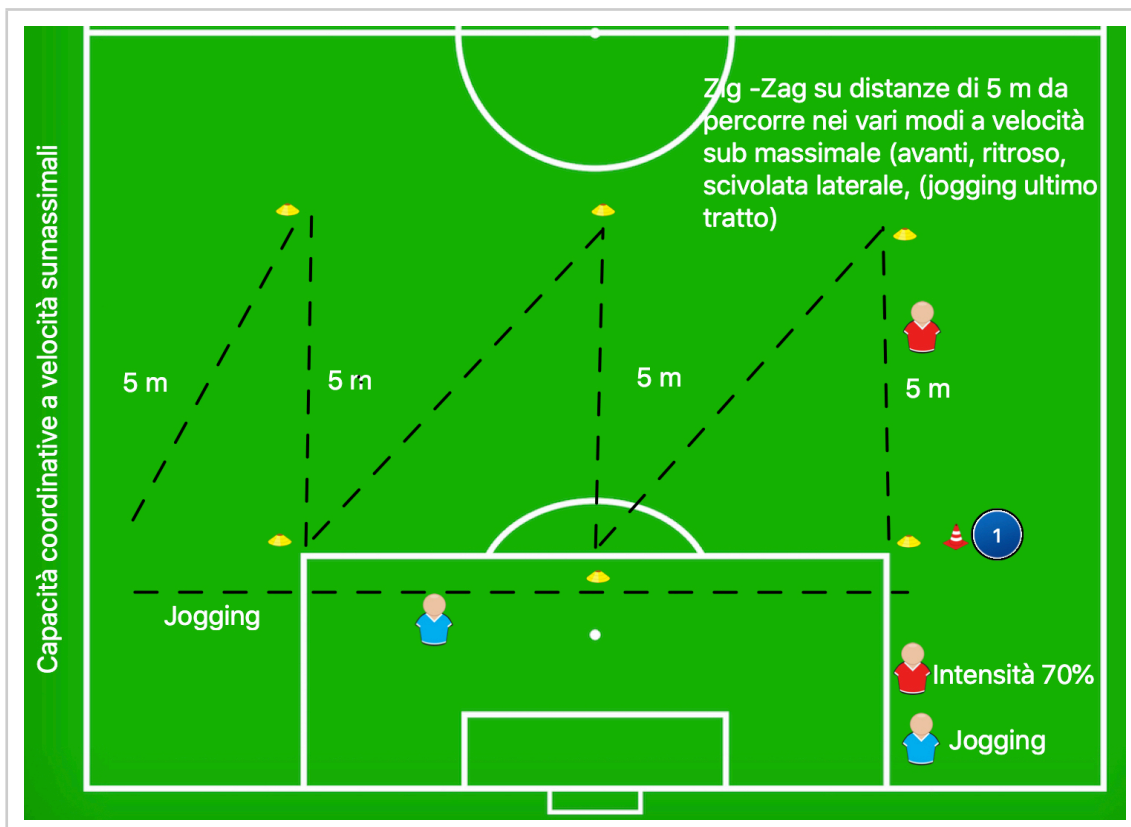 Capacità coordinative a velocità sumassimali
Zig -Zag su distanze di 5 m da
percorre nei vari modi a velocità
sub massimale (avanti, ritroso,
scivolata laterale, (jogging ultimo
tratto)
5 m
5 m
5 m
5 m
1
Jogging
Intensità 70%
Jogging